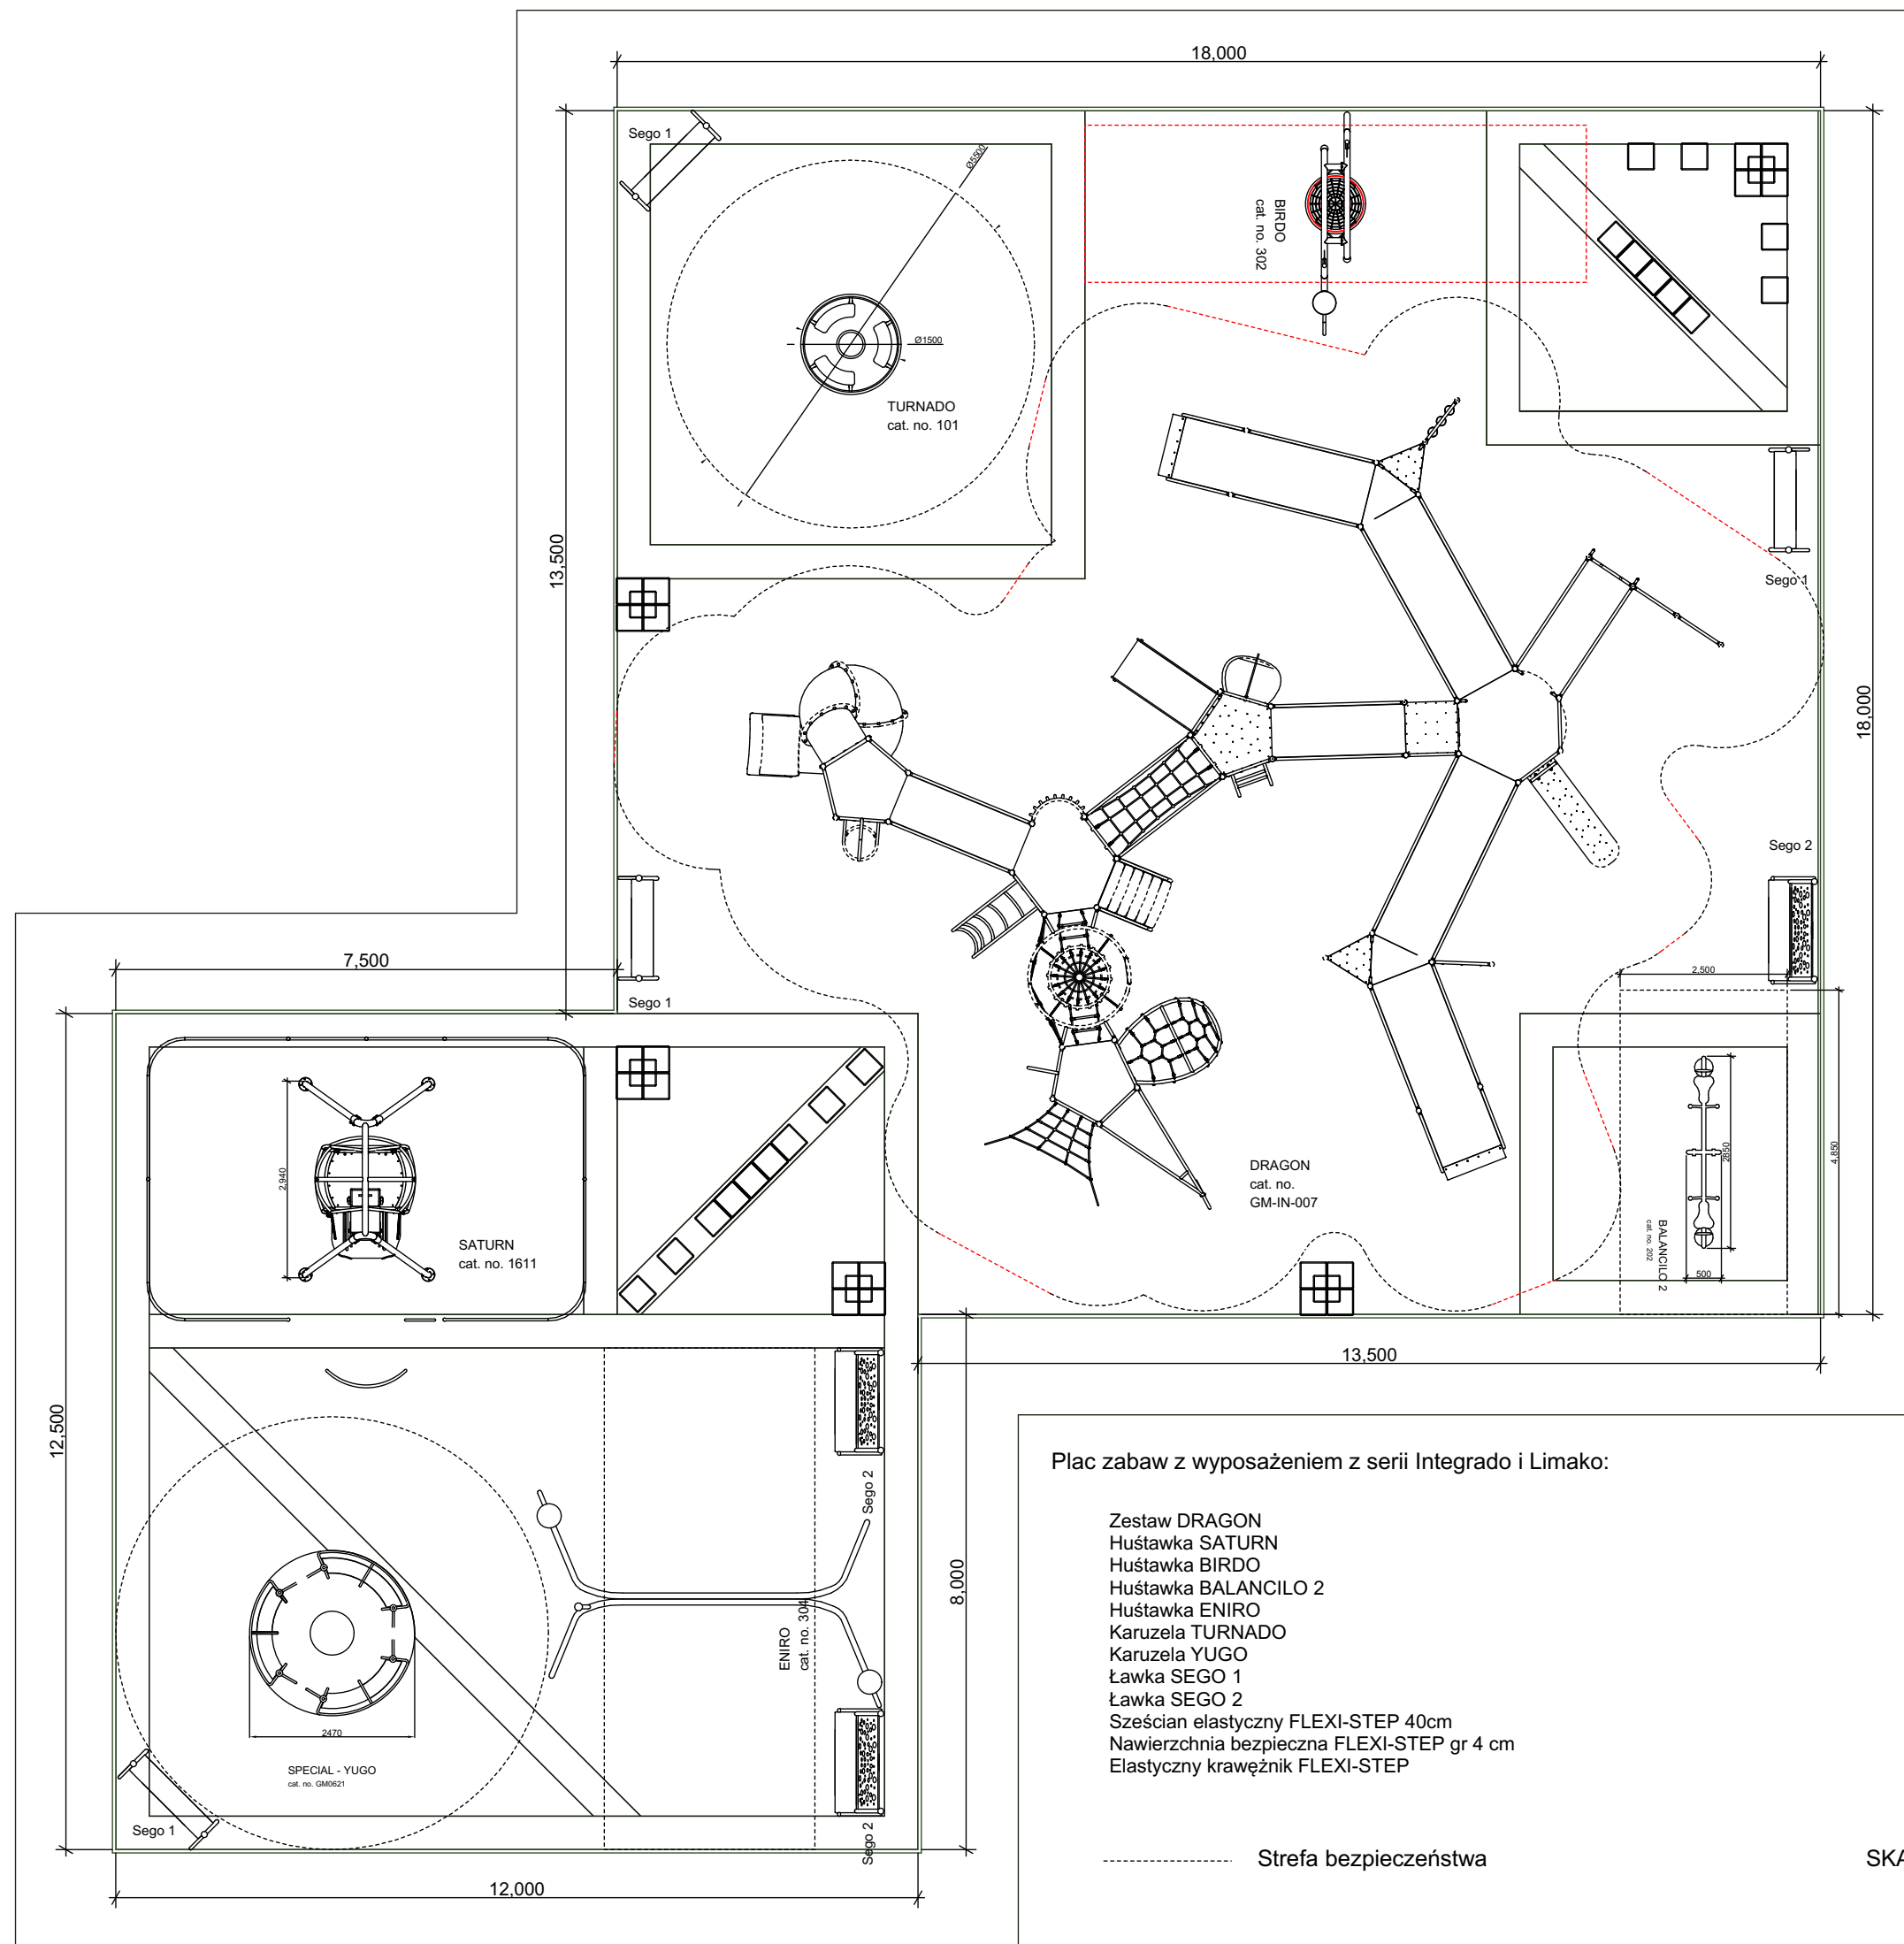 18,000
Sego 1
Ø5500
BIRDO
cat. no. 302
Ø1500
TURNADO
cat. no. 101
13,500
Sego 1
18,000
Sego 2
7,500
Sego 1
2,500
2,940
SATURN
cat. no. 1611
DRAGON
cat. no.
GM-IN-007
2850
4,850
BALANCILO 2
cat. no. 202
500
13,500
12,500
8,000
Sego 2
ENIRO
cat. no. 304
2470
SPECIAL - YUGO
cat. no. GM0621
Sego 1
Sego 2
12,000
Plac zabaw z wyposażeniem z serii Integrado i Limako:
Zestaw DRAGON
Huśtawka SATURN
Huśtawka BIRDO
Huśtawka BALANCILO 2
Huśtawka ENIRO
Karuzela TURNADO
Karuzela YUGO
Ławka SEGO 1
Ławka SEGO 2
Sześcian elastyczny FLEXI-STEP 40cm
Nawierzchnia bezpieczna FLEXI-STEP gr 4 cm
Elastyczny krawężnik FLEXI-STEP
Strefa bezpieczeństwa